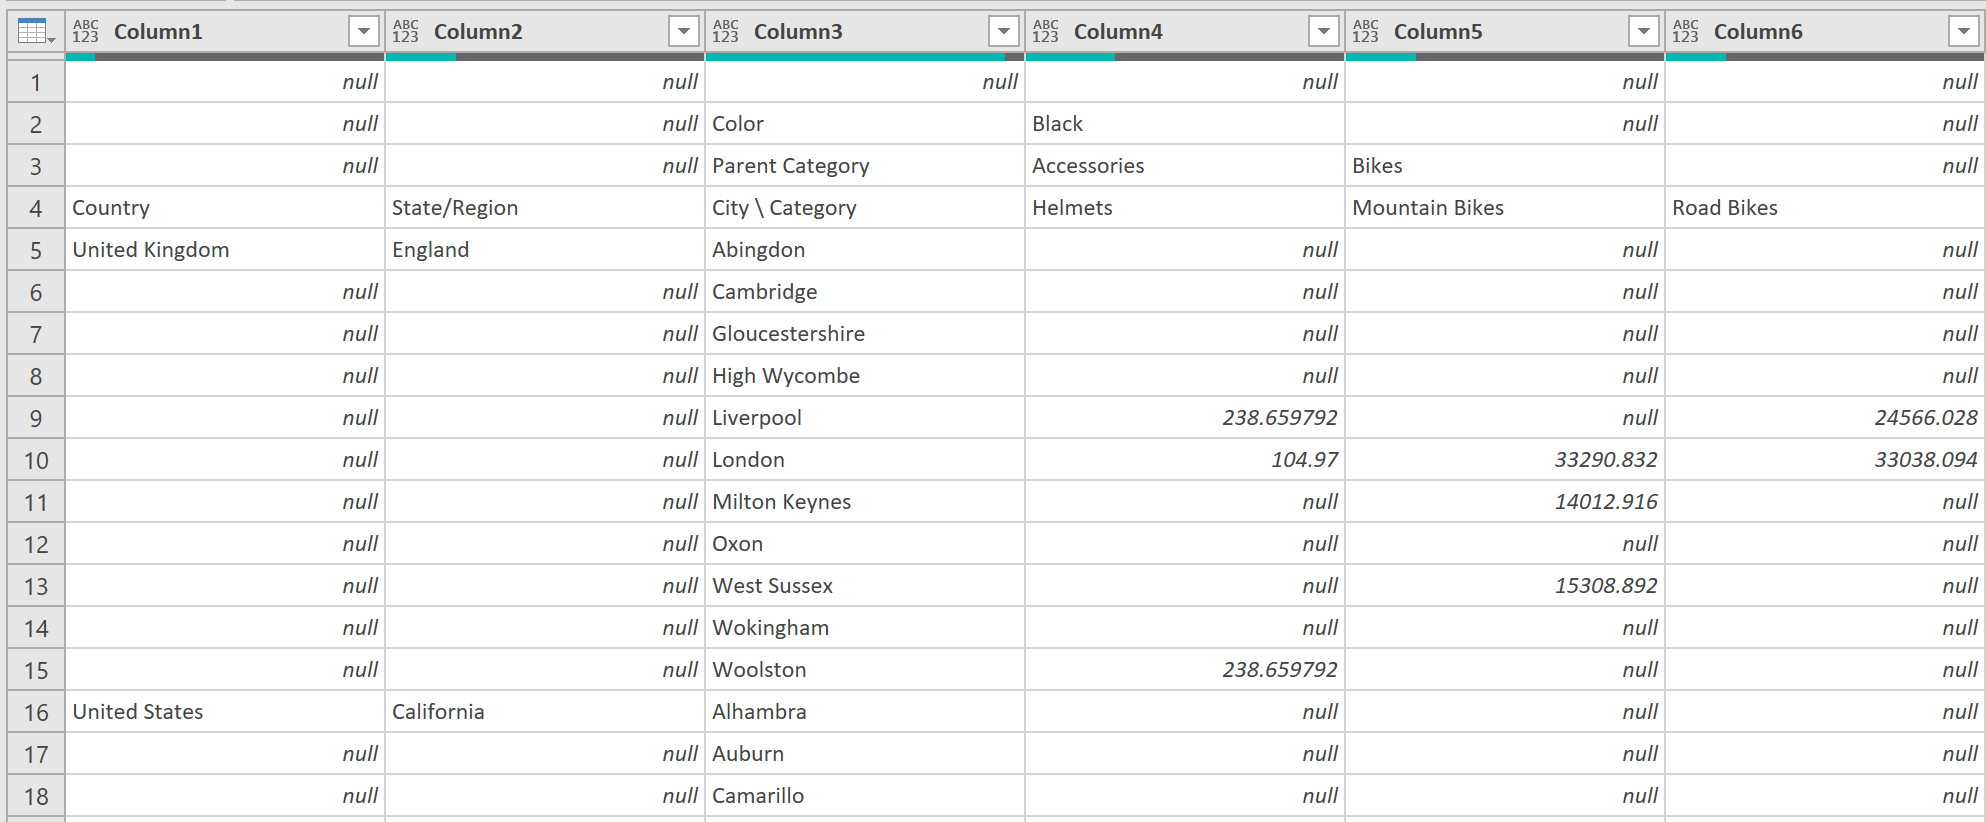 ABC 123 Column1 ABC 123 Column2 ABC 123 Column3 ABC 123 Column4 ABC 123 Column5 ABC 123 Column6
1 null null null null null null
2 null null Color Black null null
3 null null Parent Category Accessories Bikes null
4 Country State/Region City \ Category Helmets Mountain Bikes Road Bikes
5 United Kingdom England Abingdon null null null
6 null null Cambridge null null null
7 null null Gloucestershire null null null
8 null null High Wycombe null null null
9 null null Liverpool 238.659792 null 24566.028
10 null null London 104.97 33290.832 33038.094
11 null null Milton Keynes null 14012.916 null
12 null null Oxon null null null
13 null null West Sussex null 15308.892 null
14 null null Wokingham null null null
15 null null Woolston 238.659792 null null
16 United States California Alhambra null null null
17 null null Auburn null null null
18 null null Camarillo null null null